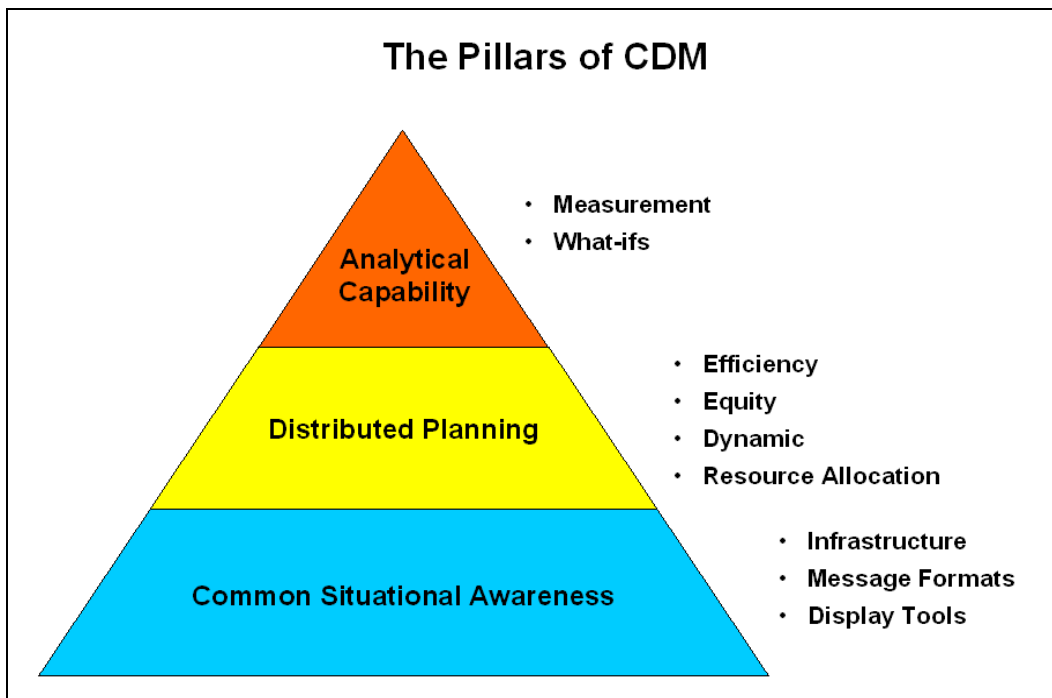 The Pillars of CDM
Analytical
Capability
• Measurement
• What-ifs
Distributed Planning
• Efficiency
• Equity
• Dynamic
• Resource Allocation
Common Situational Awareness
• Infrastructure
• Message Formats
• Display Tools